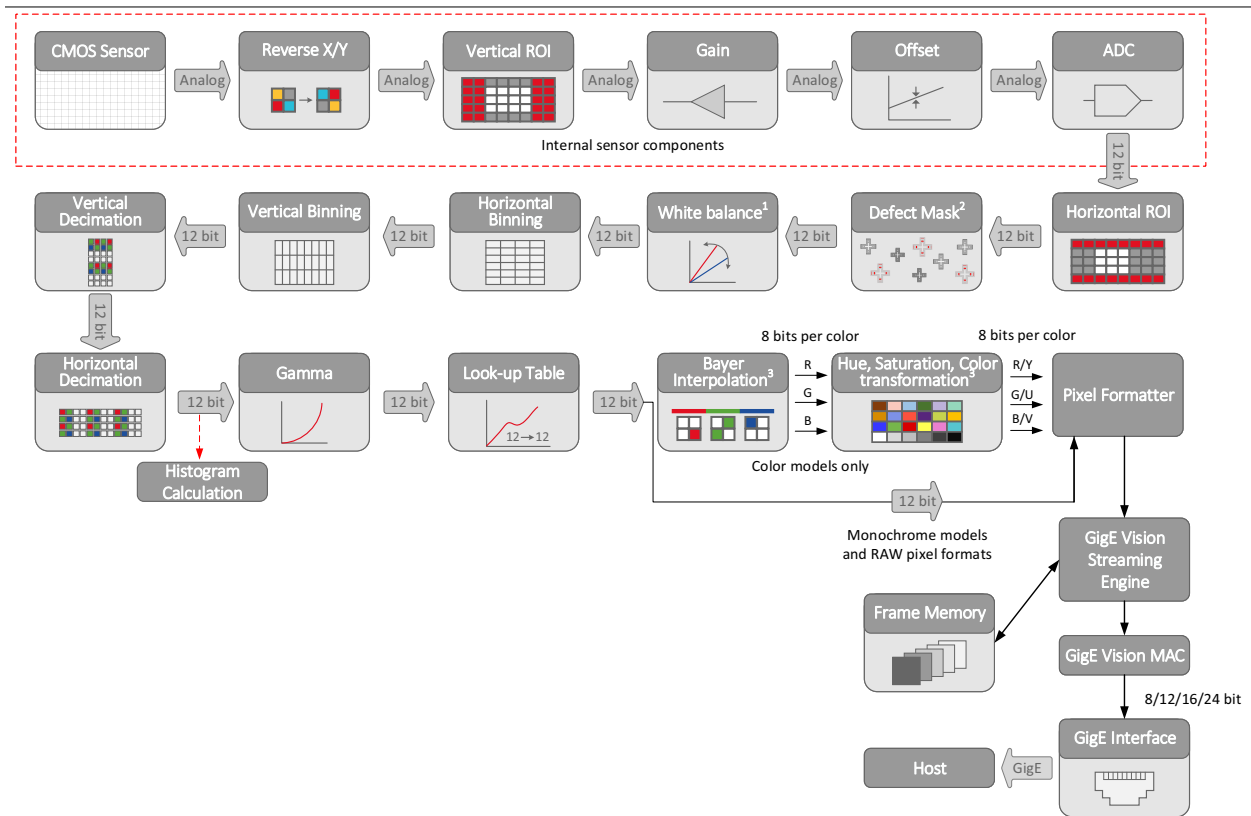 CMOS Sensor
Analog
Reverse X/Y
Analog
Vertical ROI
Analog
Gain
Analog
Offset
Analog
ADC
Internal sensor components
12 bit
Horizontal ROI
12 bit
Defect Mask²
12 bit
White balance¹
12 bit
Horizontal
Binning
12 bit
Vertical Binning
12 bit
Vertical
Decimation
12 bit
Horizontal
Decimation
12 bit
Histogram
Calculation
Gamma
12 bit
Look-up Table
12→12
12 bit
Bayer
Interpolation³
8 bits per color
R
G
B
Hue, Saturation, Color
transformation³
8 bits per color
R/Y
G/U
B/V
Pixel Formatter
Color models only
12 bit
Monochrome models
and RAW pixel formats
GigE Vision
Streaming
Engine
Frame Memory
GigE Vision MAC
8/12/16/24 bit
GigE Interface
GigE
Host